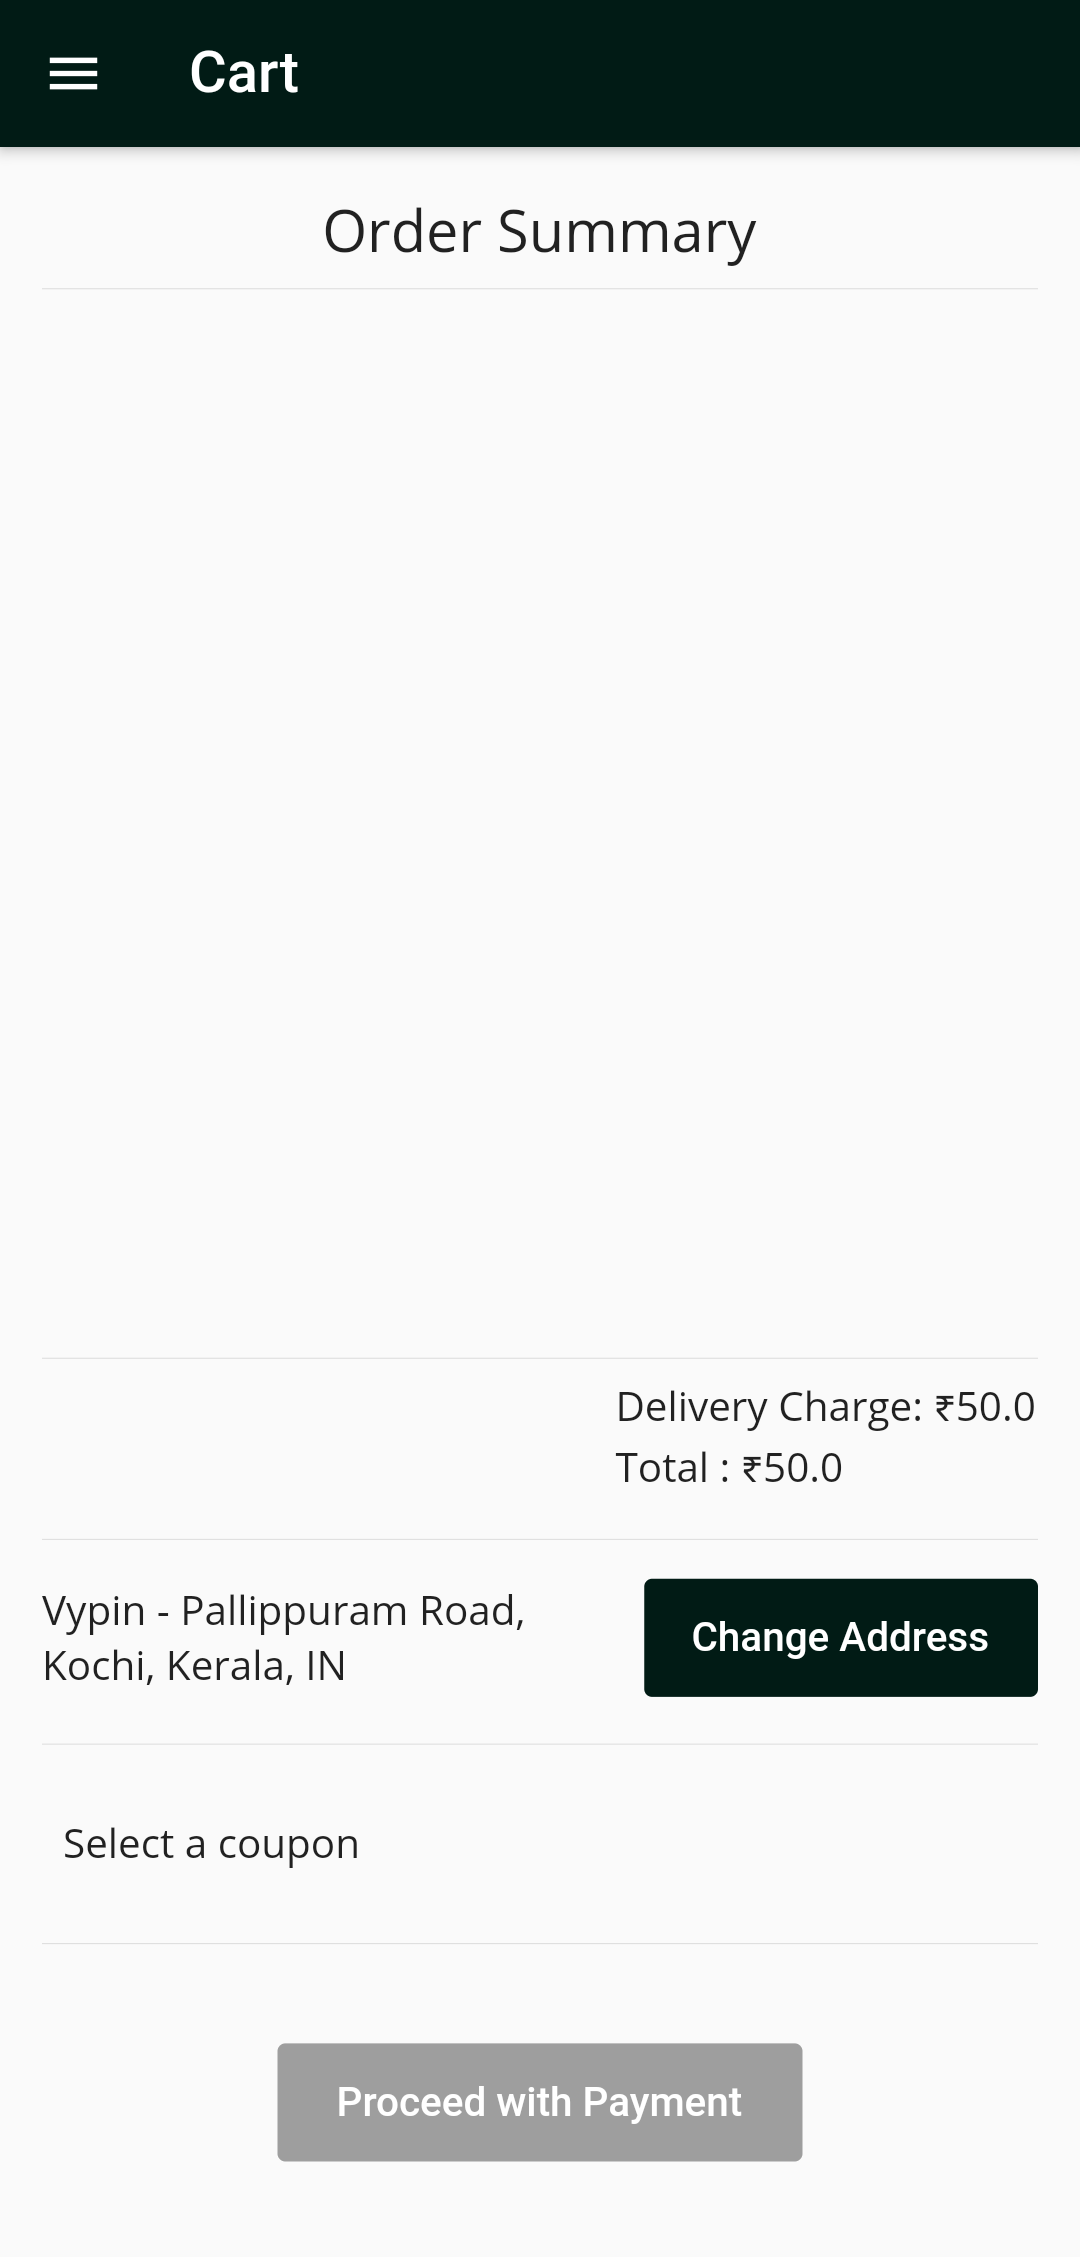 Cart
Order Summary
Delivery Charge: ₹50.0
Total : ₹50.0
Vypin - Pallippuram Road,
Kochi, Kerala, IN
Change Address
Select a coupon
Proceed with Payment